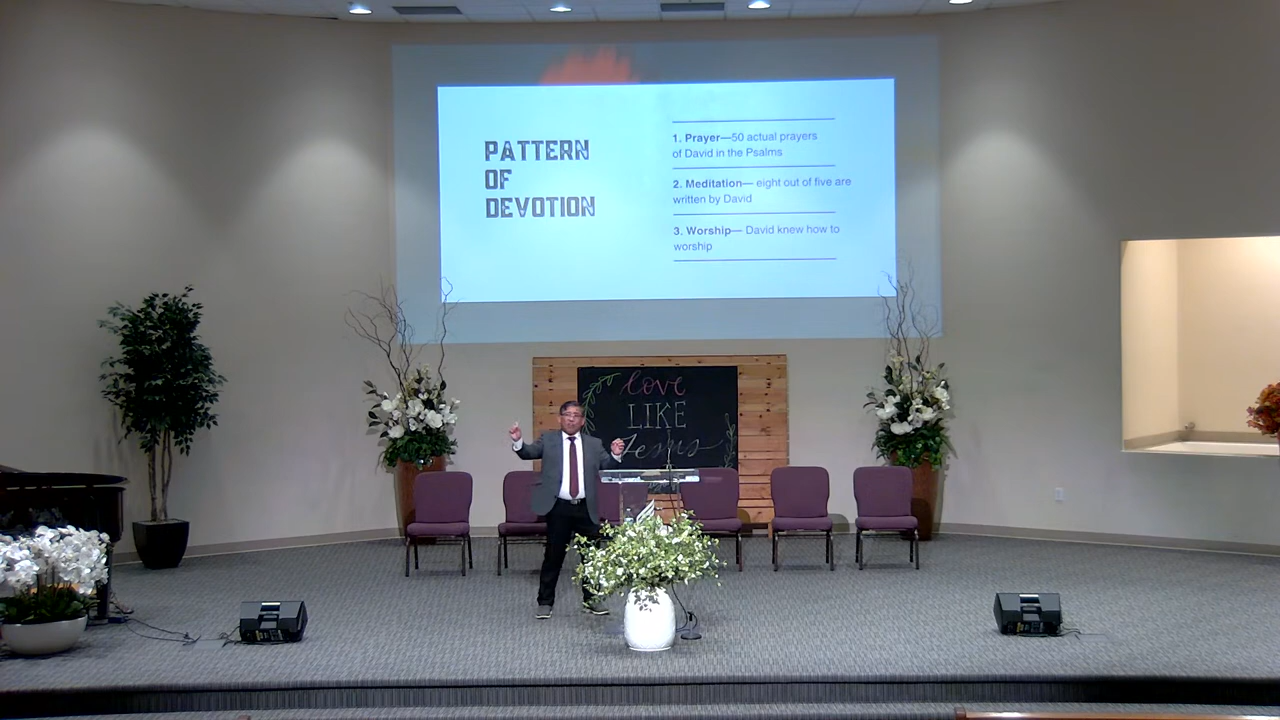 PATTERN
OF
DEVOTION
1. Prayer—50 actual prayers
of David in the Psalms
2. Meditation— eight out of five are
written by David
3. Worship— David knew how to
worship
love
LIKE
Jesus